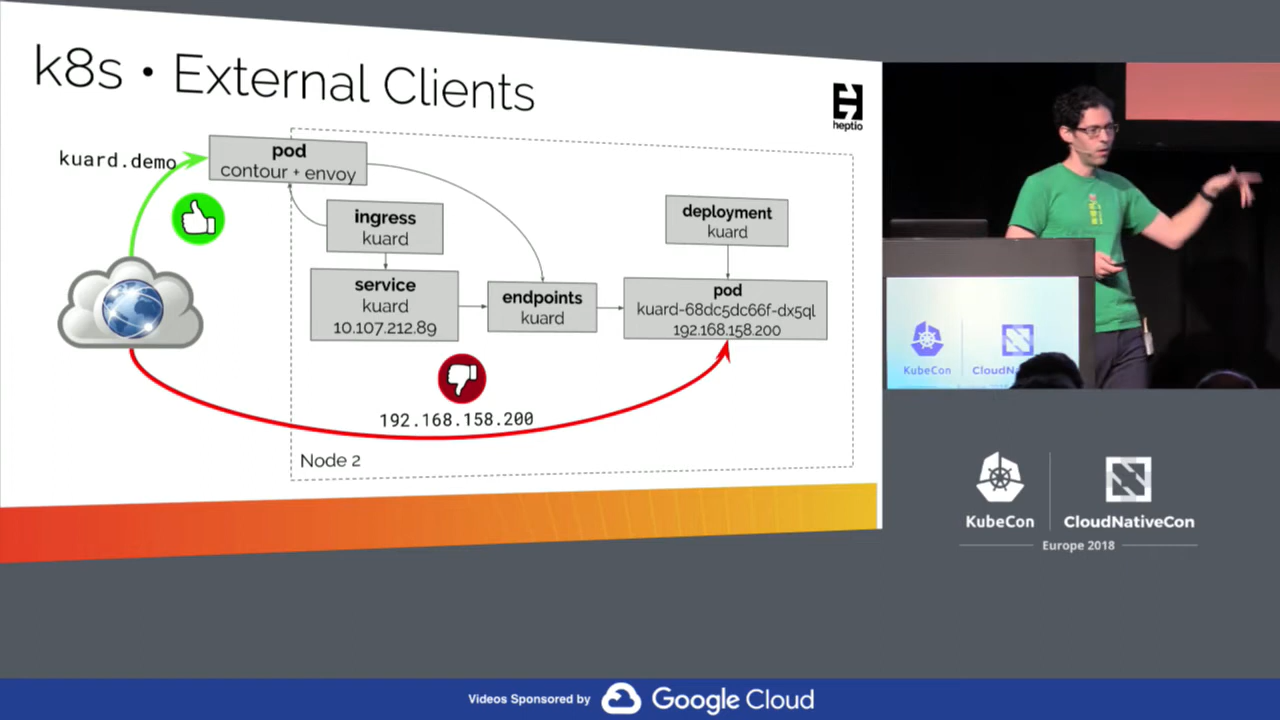 k8s • External Clients
heptio
kuard.demo
pod
contour + envoy
ingress
kuard
deployment
kuard
service
kuard
10.107.212.89
endpoints
kuard
pod
kuard-68dc5dc66f-dx5ql
192.168.158.200
192.168.158.200
Node 2
KubeCon
KubeCon
CloudNativeCon
Europe 2018
Videos Sponsored by Google Cloud